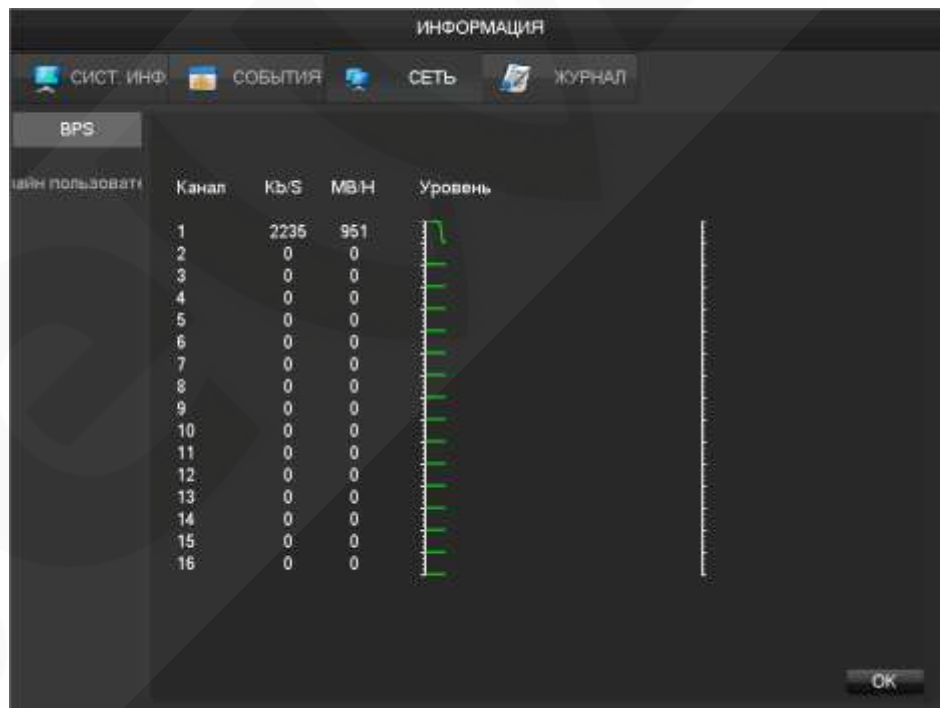 ИНФОРМАЦИЯ
СИСТ. ИНФ. СОБЫТИЯ СЕТЬ ЖУРНАЛ
BPS
лайн пользовате
Канал Kb/S MB/H Уровень
1 2235 951
2 0 0
3 0 0
4 0 0
5 0 0
6 0 0
7 0 0
8 0 0
9 0 0
10 0 0
11 0 0
12 0 0
13 0 0
14 0 0
15 0 0
16 0 0
OK